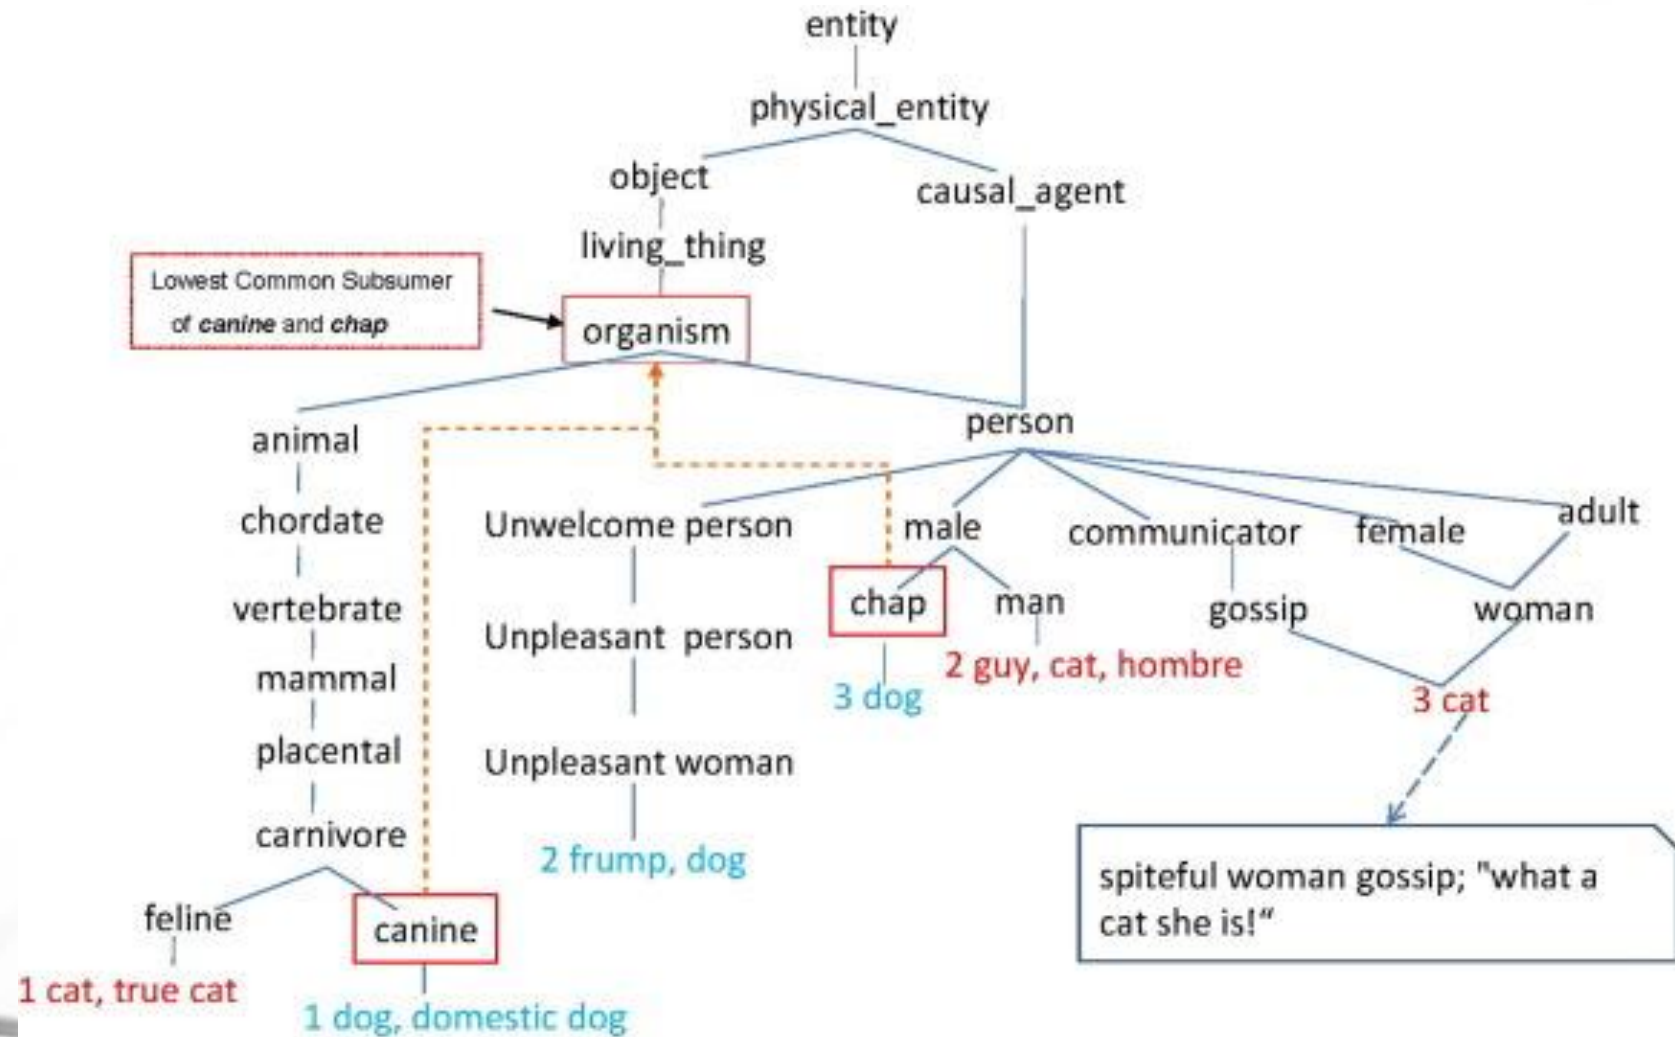 entity
physical_entity
object
causal_agent
living_thing
Lowest Common Subsumer
of canine and chap
organism
person
animal
chordate
Unwelcome person
male
communicator
female
adult
vertebrate
chap
man
gossip
woman
Unpleasant person
mammal
2 guy, cat, hombre
3 dog
3 cat
placental
Unpleasant woman
carnivore
2 frump, dog
spiteful woman gossip; "what a
cat she is!“
feline
canine
1 cat, true cat
1 dog, domestic dog